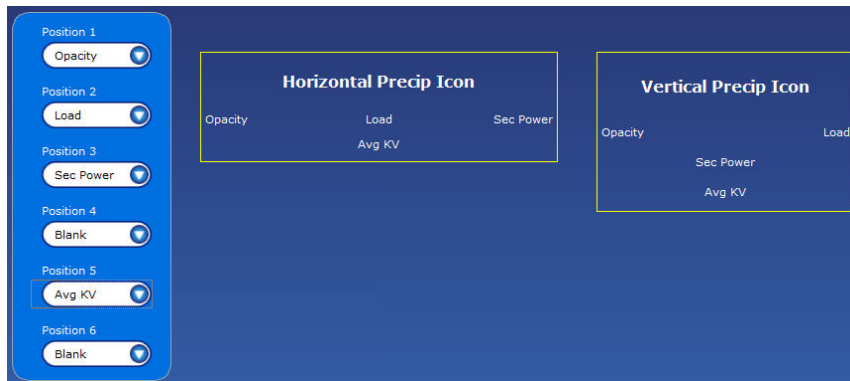 Position 1
Opacity
Position 2
Load
Position 3
Sec Power
Position 4
Blank
Position 5
Avg KV
Position 6
Blank
Horizontal Precip Icon
Opacity Load Sec Power
Avg KV
Vertical Precip Icon
Opacity Load
Sec Power
Avg KV